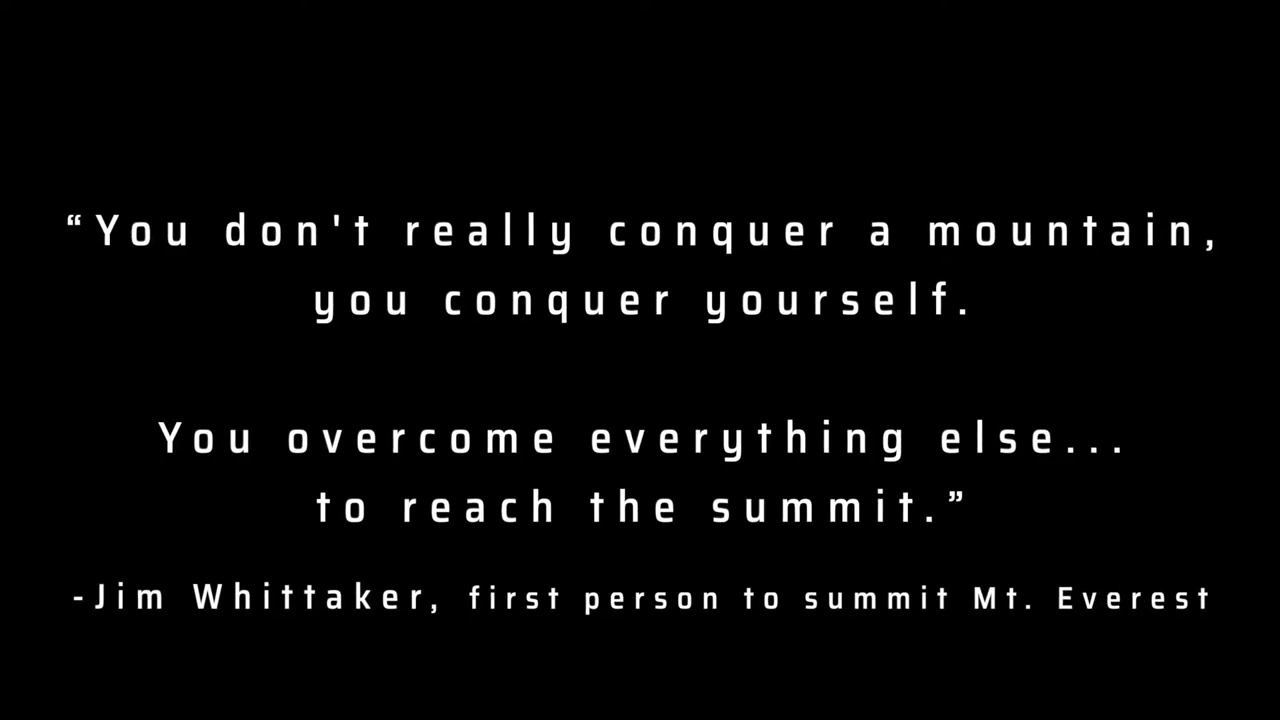 “You don't really conquer a mountain,
you conquer yourself.
You overcome everything else...
to reach the summit.”
-Jim Whittaker, first person to summit Mt. Everest